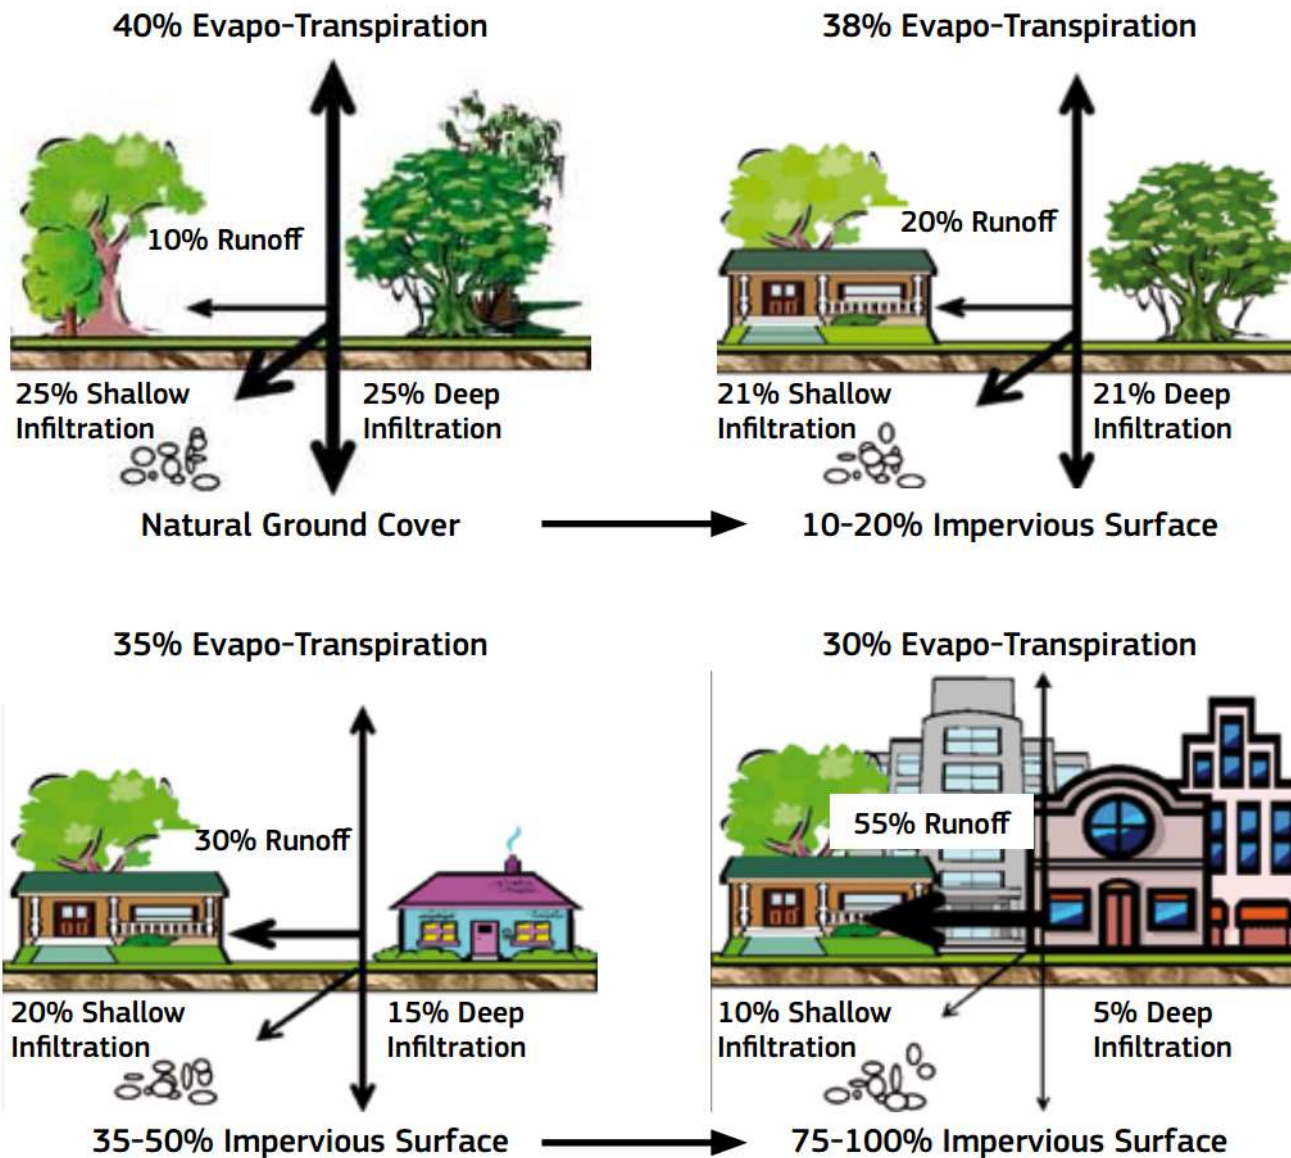 40% Evapo-Transpiration
10% Runoff
25% Shallow
Infiltration
25% Deep
Infiltration
Natural Ground Cover
38% Evapo-Transpiration
20% Runoff
21% Shallow
Infiltration
21% Deep
Infiltration
10-20% Impervious Surface
35% Evapo-Transpiration
30% Runoff
20% Shallow
Infiltration
15% Deep
Infiltration
35-50% Impervious Surface
30% Evapo-Transpiration
55% Runoff
10% Shallow
Infiltration
5% Deep
Infiltration
75-100% Impervious Surface